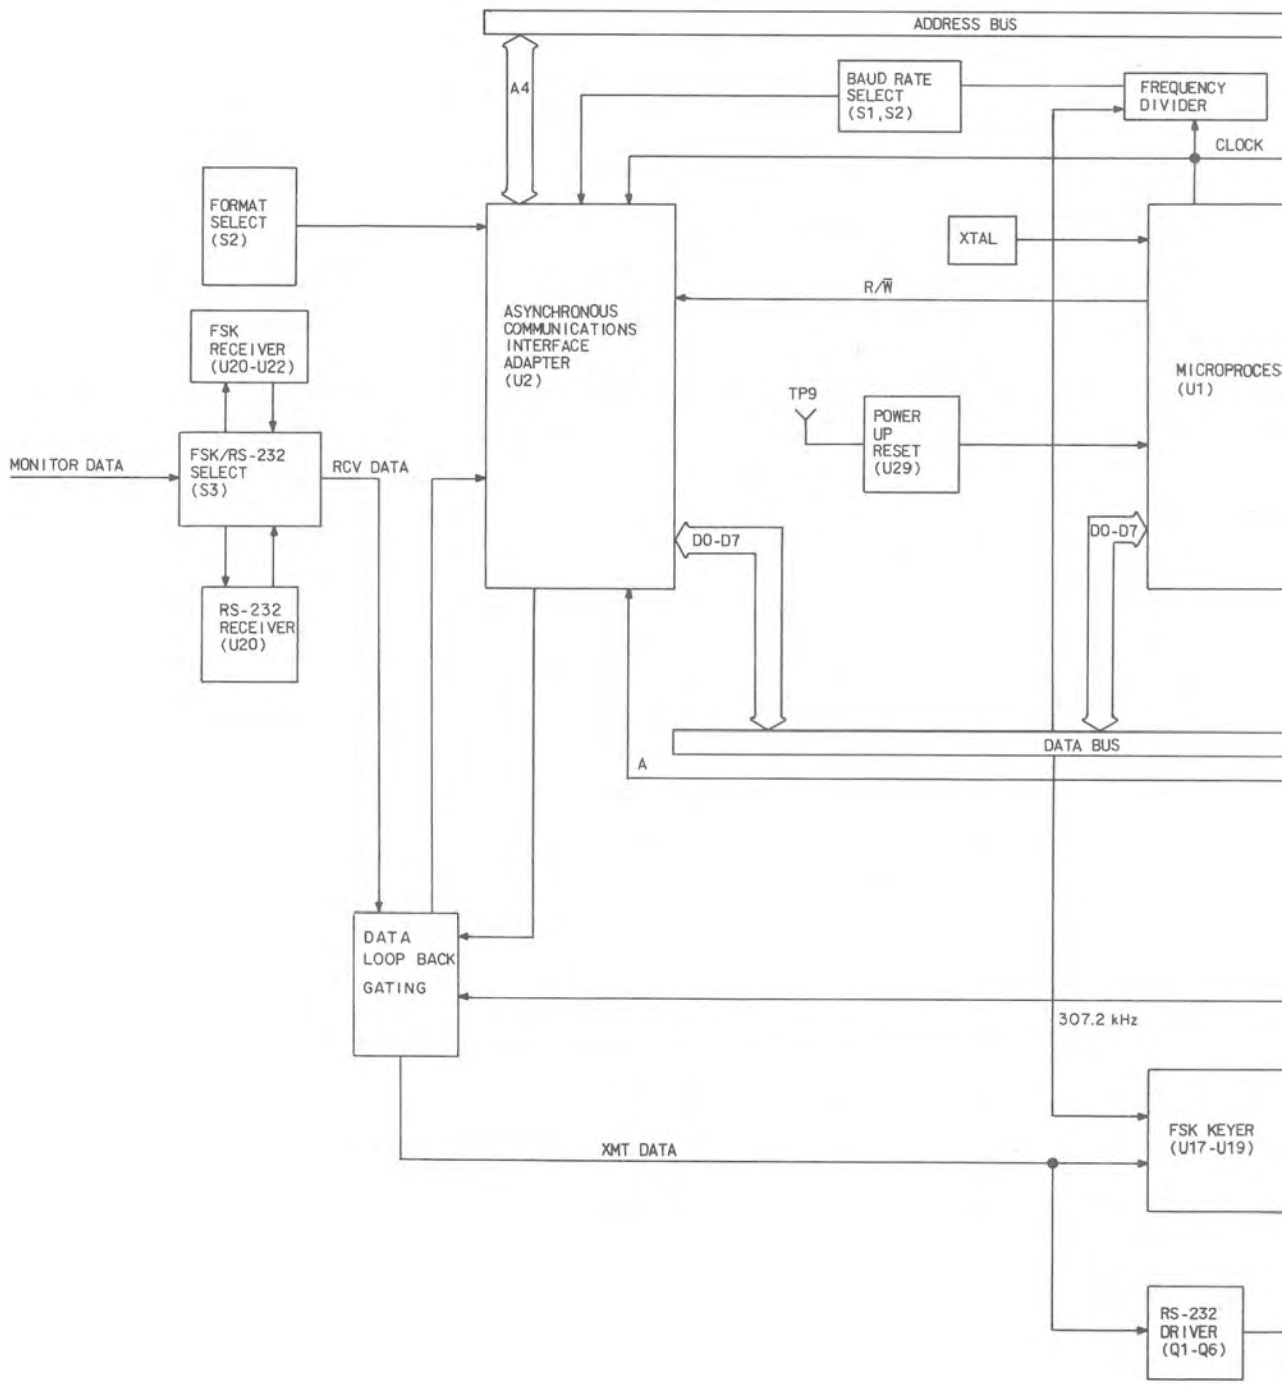 ADDRESS BUS
A4
BAUD RATE
SELECT
(S1,S2)
FREQUENCY
DIVIDER
CLOCK
FORMAT
SELECT
(S2)
XTAL
R/W̅
ASYNCHRONOUS
COMMUNICATIONS
INTERFACE
ADAPTER
(U2)
FSK
RECEIVER
(U20-U22)
MICROPROCES
(U1)
TP9
POWER
UP
RESET
(U29)
MONITOR DATA
FSK/RS-232
SELECT
(S3)
RCV DATA
D0-D7
D0-D7
RS-232
RECEIVER
(U20)
DATA BUS
A
DATA
LOOP BACK
GATING
307.2 kHz
XMT DATA
FSK KEYER
(U17-U19)
RS-232
DRIVER
(Q1-Q6)